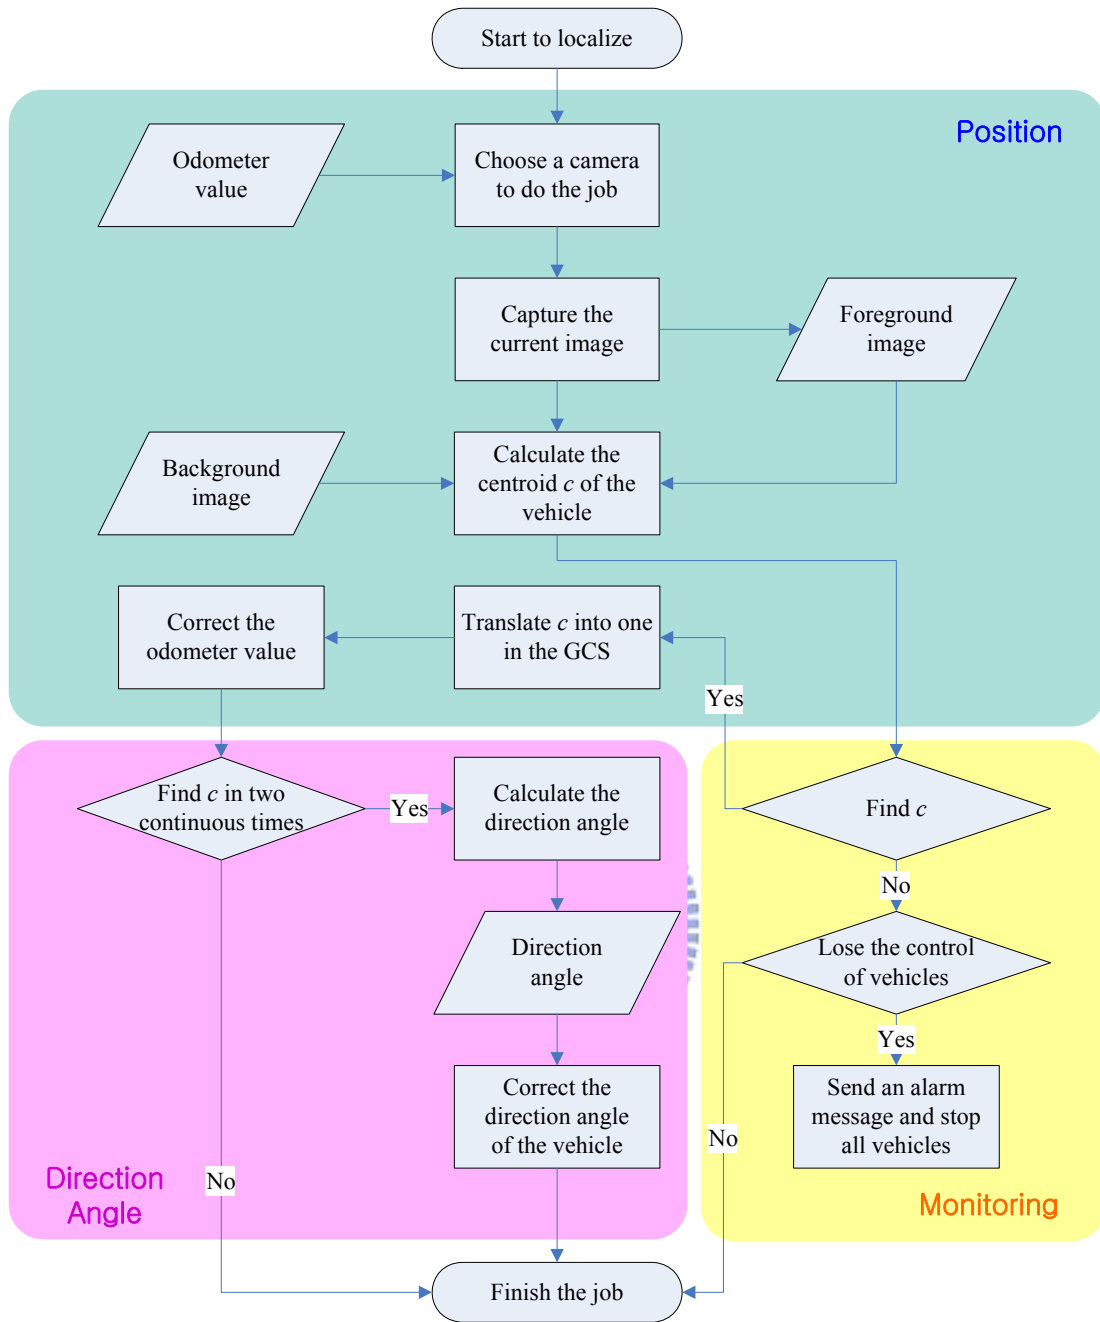 Start to localize
Position
Odometer
value
Choose a camera
to do the job
Capture the
current image
Foreground
image
Background
image
Calculate the
centroid c of the
vehicle
Correct the
odometer value
Translate c into one
in the GCS
Yes
Find c in two
continuous times
Yes
Calculate the
direction angle
Find c
No
Direction
angle
Lose the control
of vehicles
Yes
Correct the
direction angle
of the vehicle
Send an alarm
message and stop
all vehicles
No
No
Direction
Angle
Monitoring
Finish the job